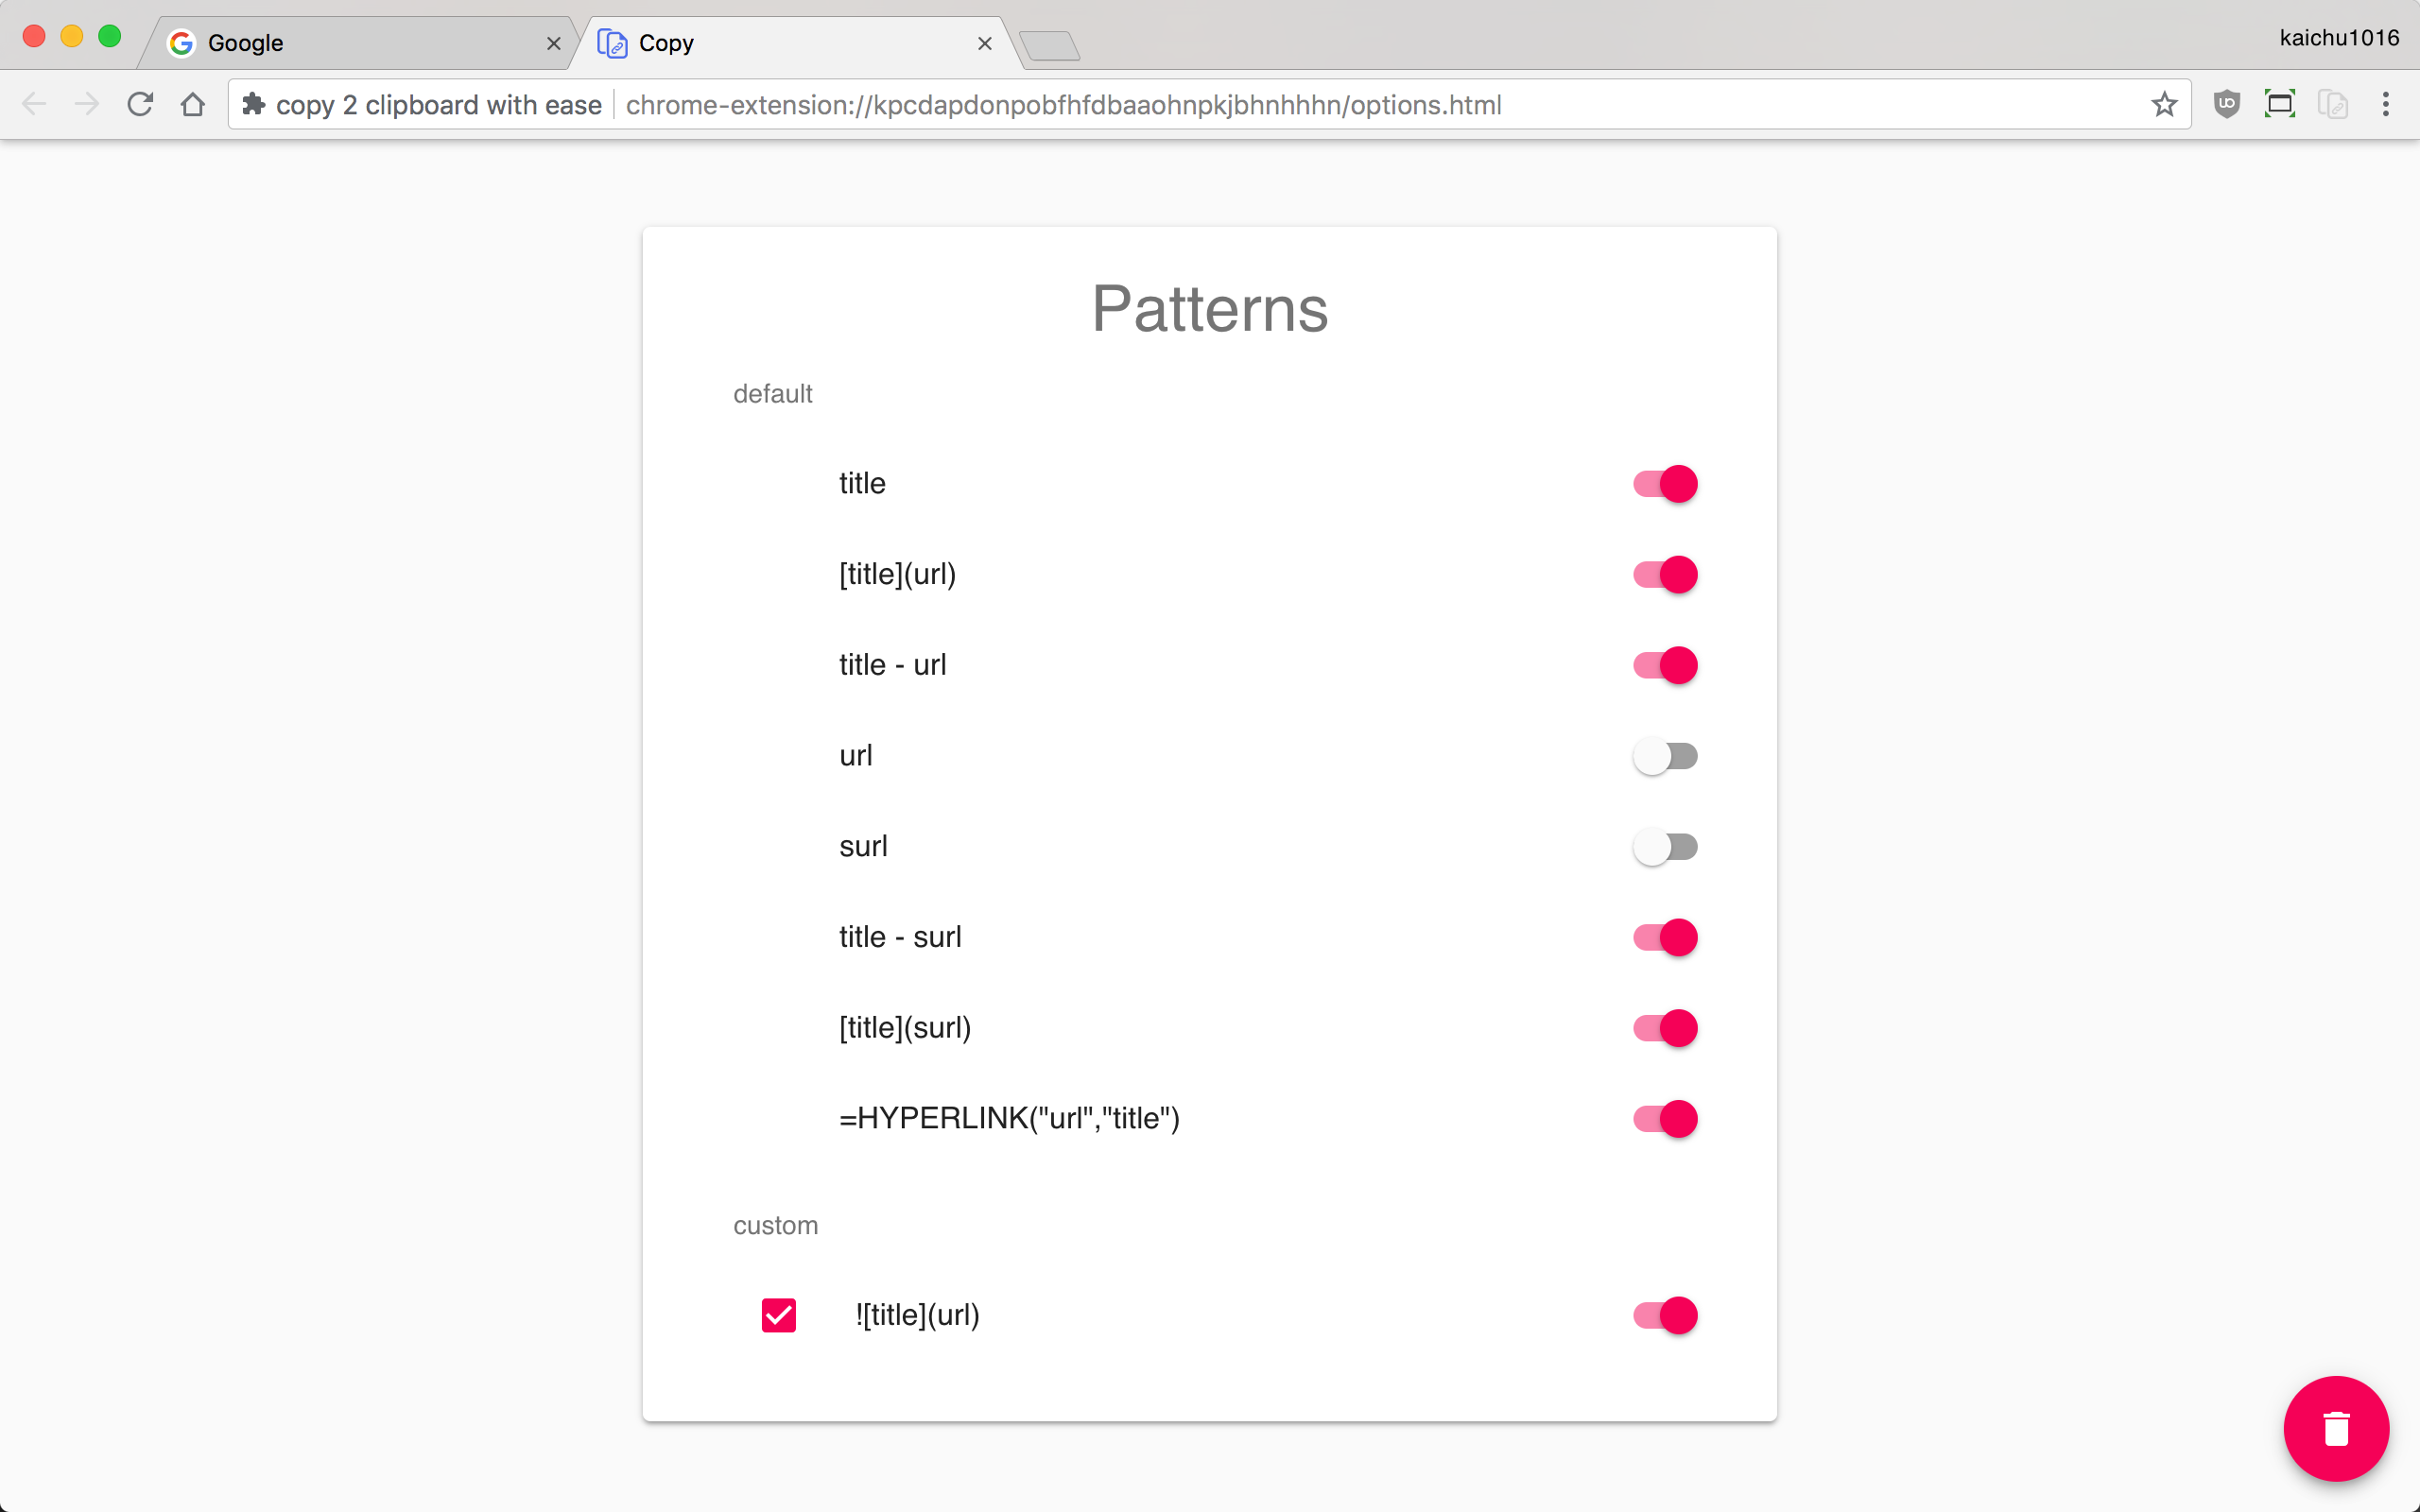 Google
Copy
kaichu1016
copy 2 clipboard with ease chrome-extension://kpcdapdonpobfhfdbaaohnpkjbhnhhhn/options.html
Patterns
default
title
[title](url)
title - url
url
surl
title - surl
[title](surl)
=HYPERLINK("url","title")
custom
![title](url)